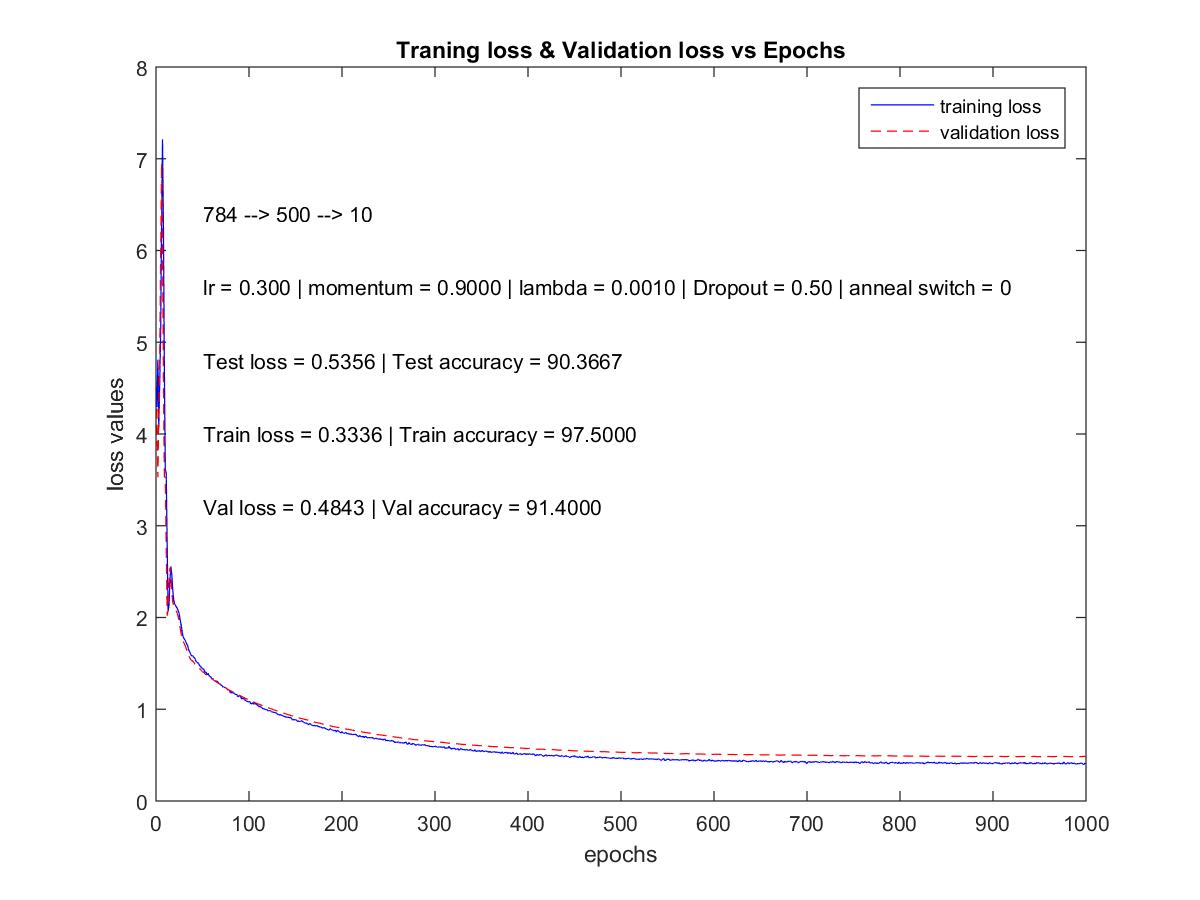 Traning loss & Validation loss vs Epochs
8
7
6
5
4
3
2
1
0
loss values
training loss
validation loss
784 --> 500 --> 10
lr = 0.300 | momentum = 0.9000 | lambda = 0.0010 | Dropout = 0.50 | anneal switch = 0
Test loss = 0.5356 | Test accuracy = 90.3667
Train loss = 0.3336 | Train accuracy = 97.5000
Val loss = 0.4843 | Val accuracy = 91.4000
0 100 200 300 400 500 600 700 800 900 1000
epochs